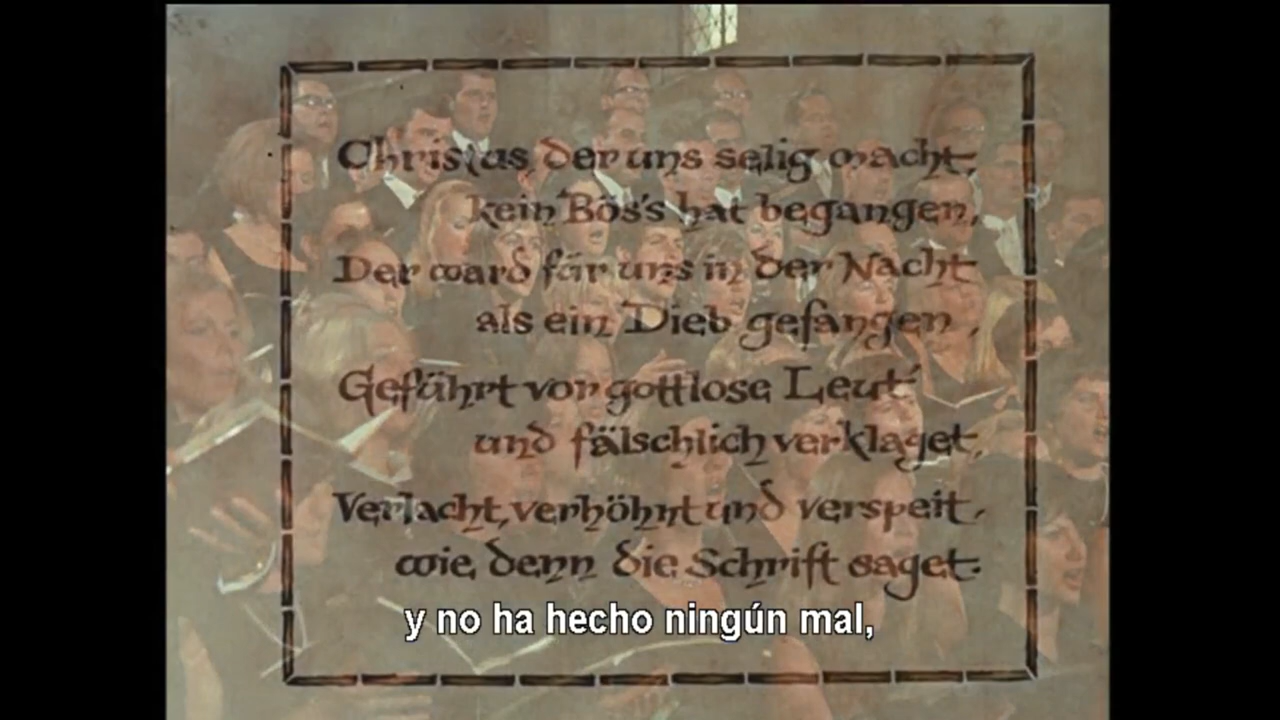 Christus, der uns selig macht,
kein Bös's hat begangen,
Der ward für uns in der Nacht
als ein Dieb gefangen,
Geführt vor gottlose Leut'
und fälschlich verklaget,
Verlacht, verhöhnt und verspeit,
wie denn die Schrift saget.
y no ha hecho ningún mal,